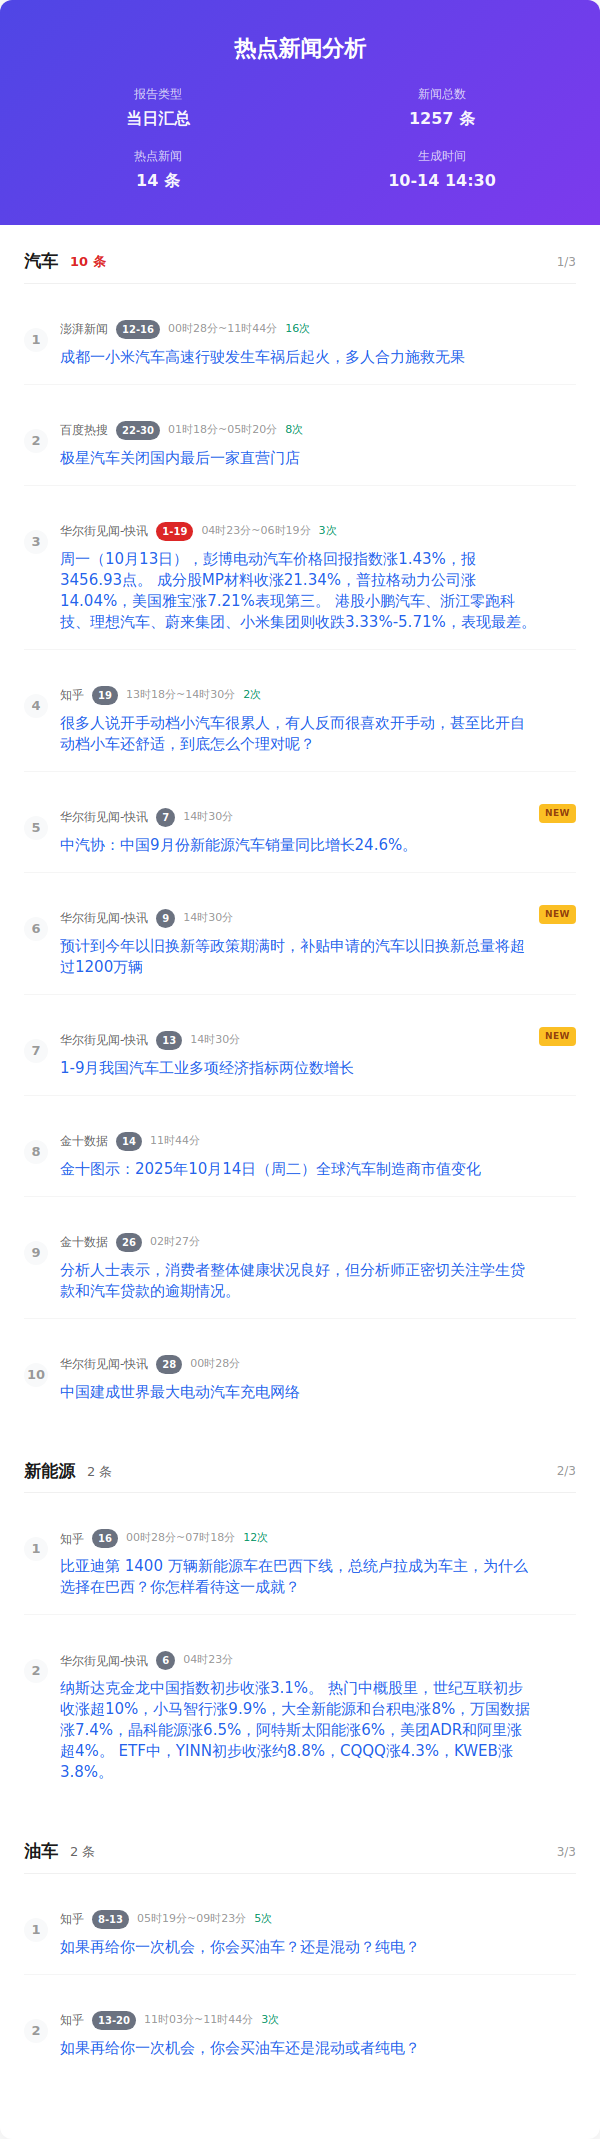 热点新闻分析
报告类型
新闻总数
当日汇总
1257 条
热点新闻
生成时间
14 条
10-14 14:30
汽车 10 条 1/3
1
澎湃新闻 12-16 00时28分~11时44分 16次
成都一小米汽车高速行驶发生车祸后起火，多人合力施救无果
2
百度热搜 22-30 01时18分~05时20分 8次
极星汽车关闭国内最后一家直营门店
3
华尔街见闻-快讯 1-19 04时23分~06时19分 3次
周一（10月13日），彭博电动汽车价格回报指数涨1.43%，报
3456.93点。 成分股MP材料收涨21.34%，普拉格动力公司涨
14.04%，美国雅宝涨7.21%表现第三。 港股小鹏汽车、浙江零跑科
技、理想汽车、蔚来集团、小米集团则收跌3.33%-5.71%，表现最差。
4
知乎 19 13时18分~14时30分 2次
很多人说开手动档小汽车很累人，有人反而很喜欢开手动，甚至比开自
动档小车还舒适，到底怎么个理对呢？
5
华尔街见闻-快讯 7 14时30分 NEW
中汽协：中国9月份新能源汽车销量同比增长24.6%。
6
华尔街见闻-快讯 9 14时30分 NEW
预计到今年以旧换新等政策期满时，补贴申请的汽车以旧换新总量将超
过1200万辆
7
华尔街见闻-快讯 13 14时30分 NEW
1-9月我国汽车工业多项经济指标两位数增长
8
金十数据 14 11时44分
金十图示：2025年10月14日（周二）全球汽车制造商市值变化
9
金十数据 26 02时27分
分析人士表示，消费者整体健康状况良好，但分析师正密切关注学生贷
款和汽车贷款的逾期情况。
10
华尔街见闻-快讯 28 00时28分
中国建成世界最大电动汽车充电网络
新能源 2 条 2/3
1
知乎 16 00时28分~07时18分 12次
比亚迪第 1400 万辆新能源车在巴西下线，总统卢拉成为车主，为什么
选择在巴西？你怎样看待这一成就？
2
华尔街见闻-快讯 6 04时23分
纳斯达克金龙中国指数初步收涨3.1%。 热门中概股里，世纪互联初步
收涨超10%，小马智行涨9.9%，大全新能源和台积电涨8%，万国数据
涨7.4%，晶科能源涨6.5%，阿特斯太阳能涨6%，美团ADR和阿里涨
超4%。 ETF中，YINN初步收涨约8.8%，CQQQ涨4.3%，KWEB涨
3.8%。
油车 2 条 3/3
1
知乎 8-13 05时19分~09时23分 5次
如果再给你一次机会，你会买油车？还是混动？纯电？
2
知乎 13-20 11时03分~11时44分 3次
如果再给你一次机会，你会买油车还是混动或者纯电？